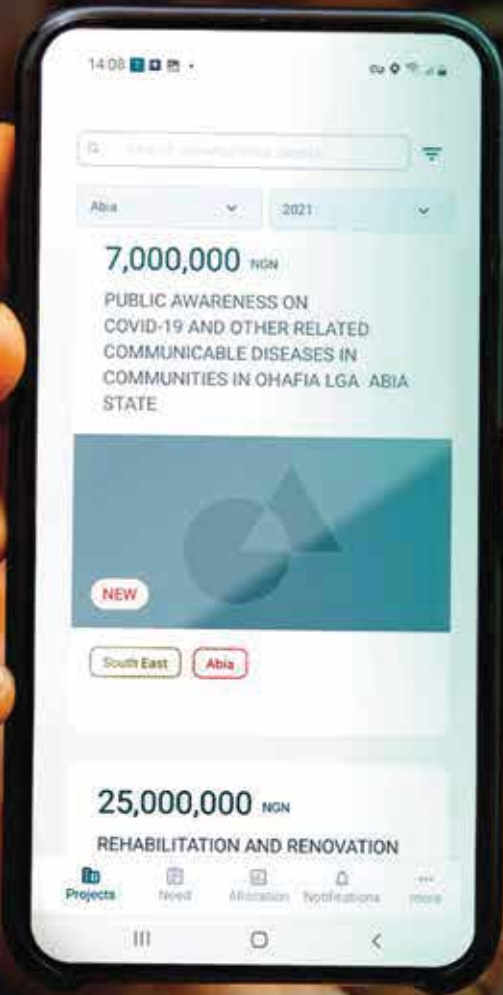 14:08
Abia
2021
7,000,000 NGN
PUBLIC AWARENESS ON
COVID-19 AND OTHER RELATED
COMMUNICABLE DISEASES IN
COMMUNITIES IN OHAFIA LGA ABIA
STATE
NEW
South East
Abia
25,000,000 NGN
REHABILITATION AND RENOVATION
Projects
Need
Allocation
Notifications
more